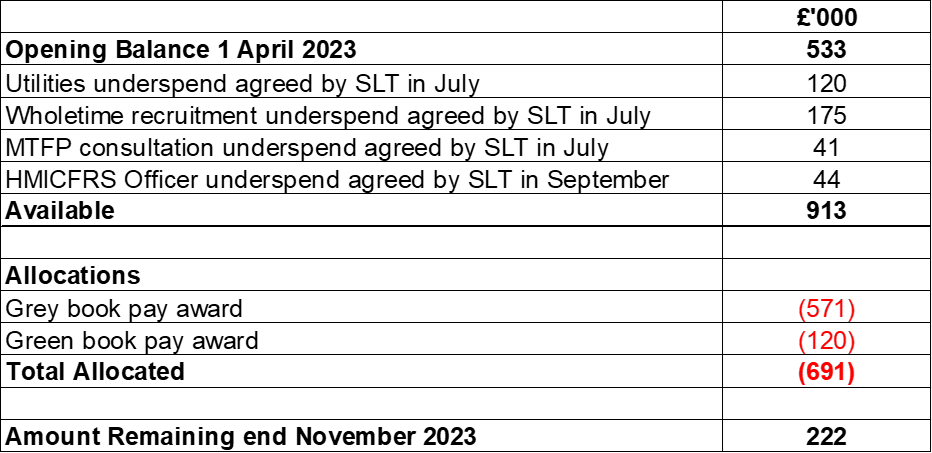 £'000
Opening Balance 1 April 2023 533
Utilities underspend agreed by SLT in July 120
Wholetime recruitment underspend agreed by SLT in July 175
MTFP consultation underspend agreed by SLT in July 41
HMICFRS Officer underspend agreed by SLT in September 44
Available 913
Allocations
Grey book pay award (571)
Green book pay award (120)
Total Allocated (691)
Amount Remaining end November 2023 222